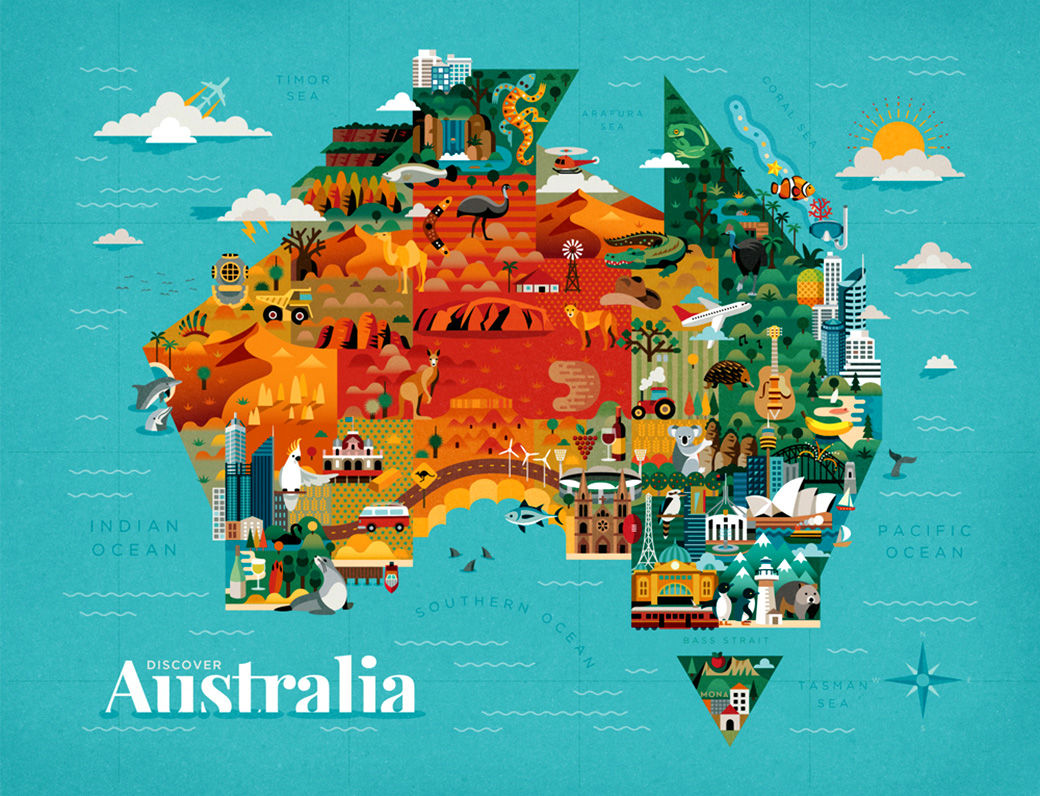 TIMOR
SEA
ARAFURA
SEA
CORAL SEA
INDIAN
OCEAN
PACIFIC
OCEAN
SOUTHERN OCEAN
BASS STRAIT
TASMAN
SEA
MONA
N
W
E
S
DISCOVER
Australia